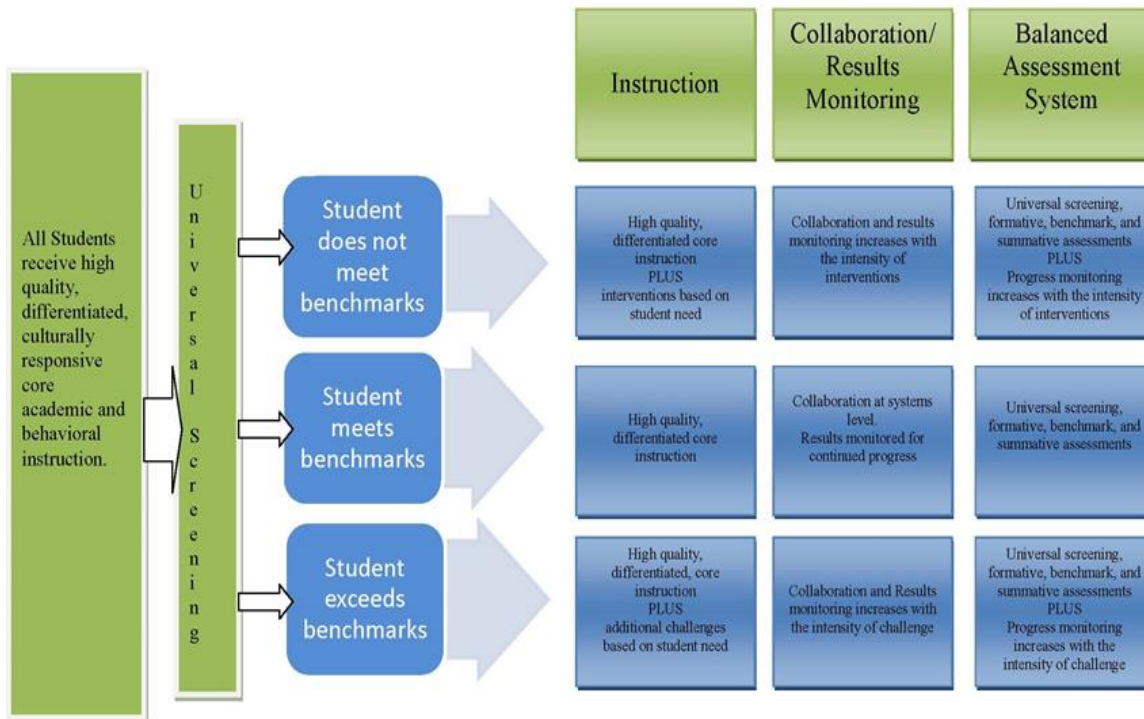 All Students
receive high
quality,
differentiated,
culturally
responsive
core
academic and
behavioral
instruction.
Universal Screening
Student
does not
meet
benchmarks
Student
meets
benchmarks
Student
exceeds
benchmarks
Instruction
Collaboration/
Results
Monitoring
Balanced
Assessment
System
High quality,
differentiated core
instruction
PLUS
interventions based on
student need
Collaboration and results
monitoring increases with
the intensity of
interventions
Universal screening,
formative, benchmark, and
summative assessments
PLUS
Progress monitoring
increases with the intensity
of interventions
High quality,
differentiated core
instruction
Collaboration at systems
level.
Results monitored for
continued progress
Universal screening,
formative, benchmark, and
summative assessments
High quality,
differentiated, core
instruction
PLUS
additional challenges
based on student need
Collaboration and Results
monitoring increases with
the intensity of challenge
Universal screening,
formative, benchmark, and
summative assessments
PLUS
Progress monitoring
increases with the
intensity of challenge